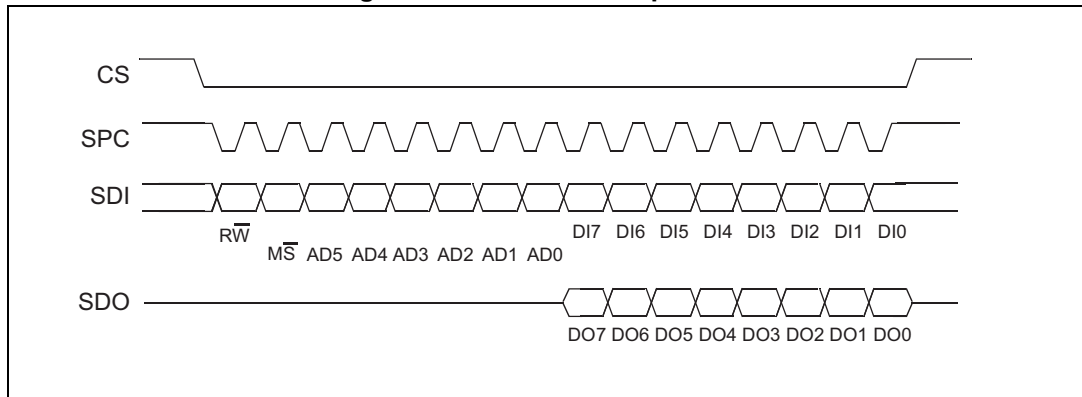 CS
SPC
SDI
RW̅
DI7 DI6 DI5 DI4 DI3 DI2 DI1 DI0
MS̅ AD5 AD4 AD3 AD2 AD1 AD0
SDO
DO7 DO6 DO5 DO4 DO3 DO2 DO1 DO0